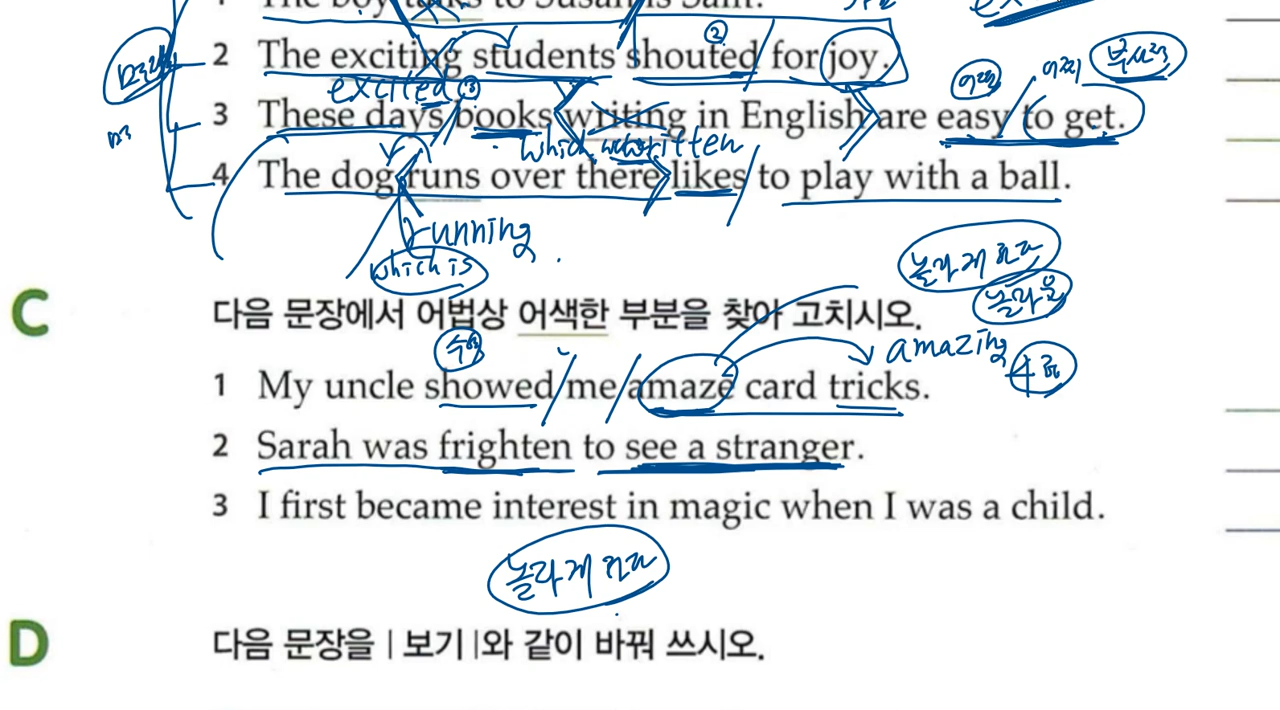 The boy talks to Susan is Sam.
2 The exciting students shouted for joy.
excited
3 These days books writing in English are easy to get.
which written
4 The dog runs over there likes to play with a ball.
running
which is
놀라게 하다
놀라운
C 다음 문장에서 어법상 어색한 부분을 찾아 고치시오.
amazing
1 My uncle showed me amaze card tricks.
2 Sarah was frighten to see a stranger.
3 I first became interest in magic when I was a child.
놀라게 하다
D 다음 문장을 | 보기 |와 같이 바꿔 쓰시오.